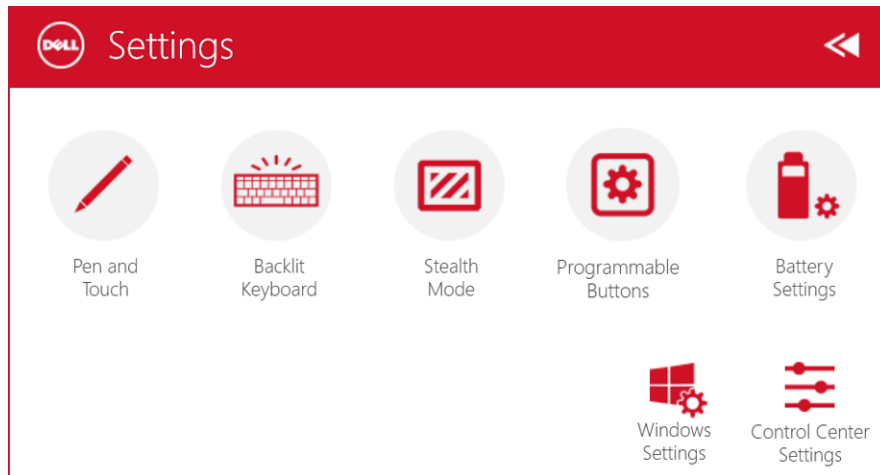 DELL Settings
Pen and
Touch
Backlit
Keyboard
Stealth
Mode
Programmable
Buttons
Battery
Settings
Windows
Settings
Control Center
Settings